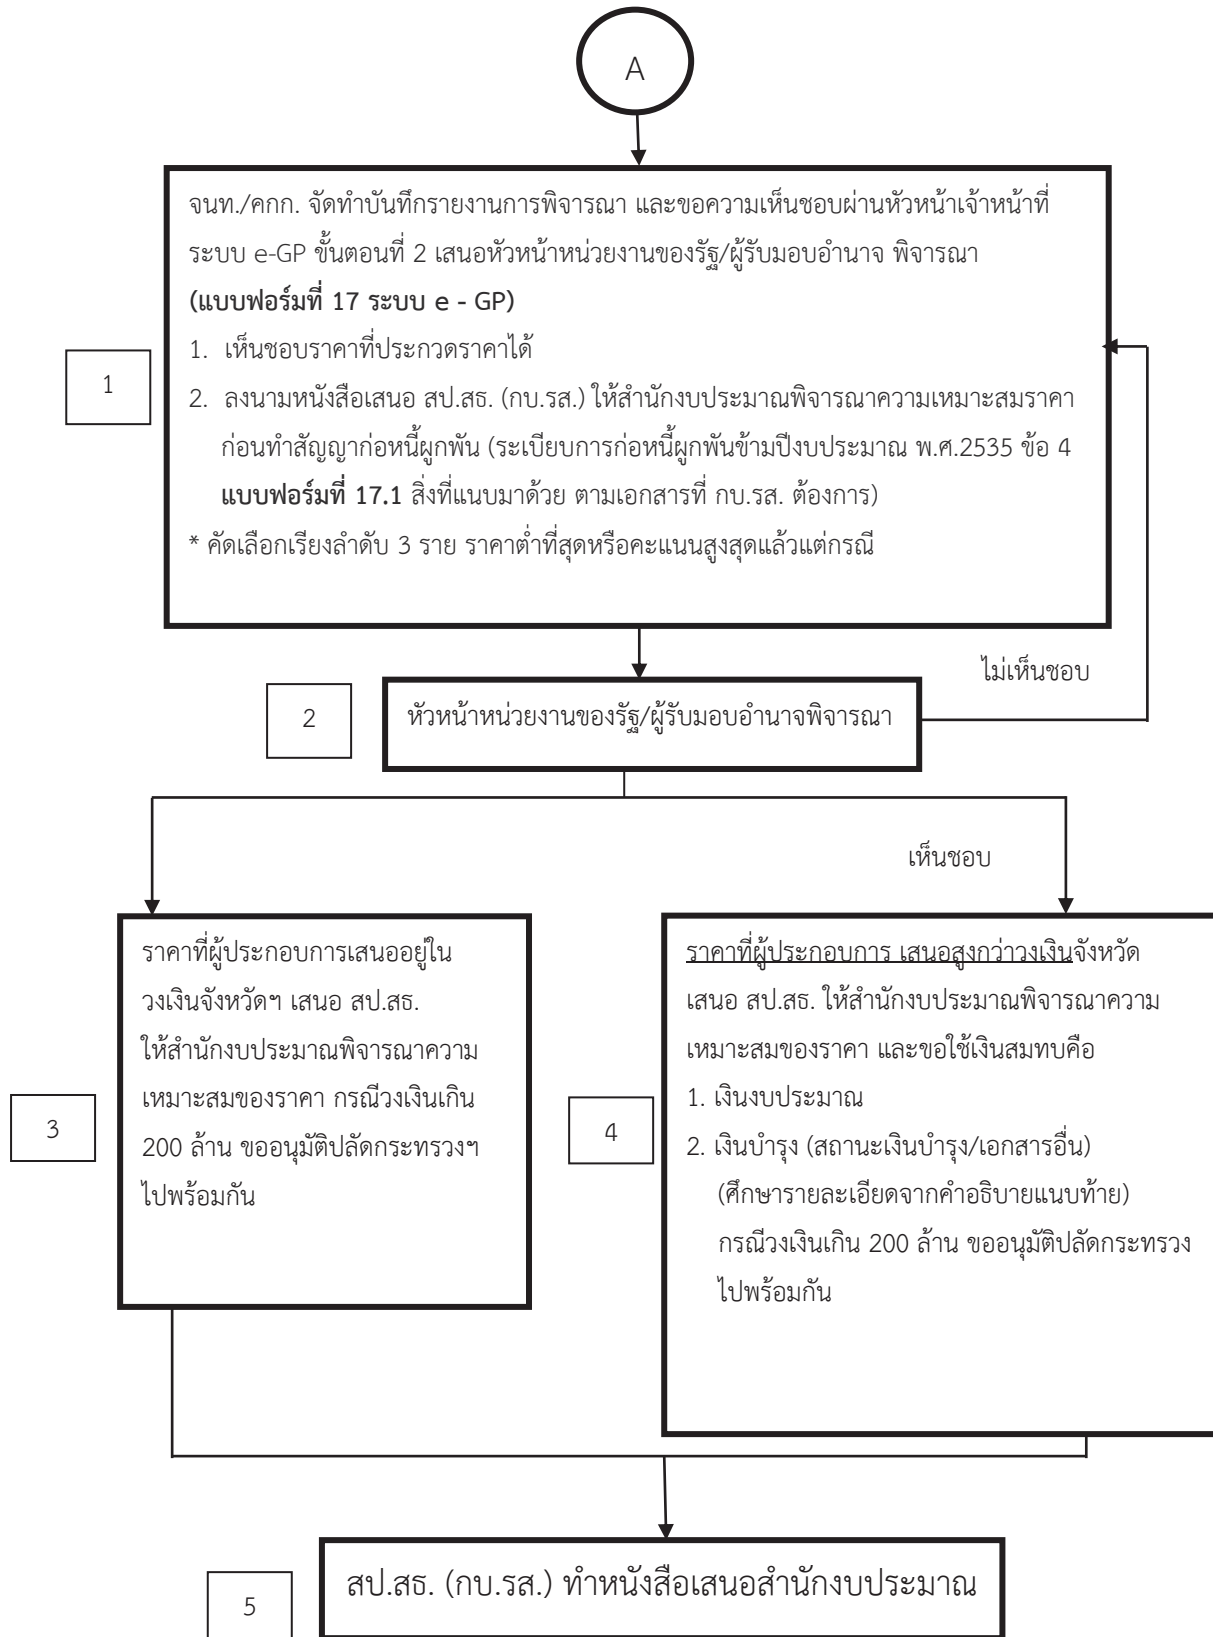 A
จนท./คกก. จัดทำบันทึกรายงานการพิจารณา และขอความเห็นชอบผ่านหัวหน้าเจ้าหน้าที่
ระบบ e-GP ขั้นตอนที่ 2 เสนอหัวหน้าหน่วยงานของรัฐ/ผู้รับมอบอำนาจ พิจารณา
(แบบฟอร์มที่ 17 ระบบ e - GP)
1. เห็นชอบราคาที่ประกวดราคาได้
1
2. ลงนามหนังสือเสนอ สป.สธ. (กบ.รส.) ให้สำนักงบประมาณพิจารณาความเหมาะสมราคา
ก่อนทำสัญญาก่อหนี้ผูกพัน (ระเบียบการก่อหนี้ผูกพันข้ามปีงบประมาณ พ.ศ.2535 ข้อ 4
แบบฟอร์มที่ 17.1 สิ่งที่แนบมาด้วย ตามเอกสารที่ กบ.รส. ต้องการ)
* คัดเลือกเรียงลำดับ 3 ราย ราคาต่ำที่สุดหรือคะแนนสูงสุดแล้วแต่กรณี
ไม่เห็นชอบ
2
หัวหน้าหน่วยงานของรัฐ/ผู้รับมอบอำนาจพิจารณา
เห็นชอบ
ราคาที่ผู้ประกอบการเสนออยู่ใน
วงเงินจังหวัดฯ เสนอ สป.สธ.
ให้สำนักงบประมาณพิจารณาความ
เหมาะสมของราคา กรณีวงเงินเกิน
3
200 ล้าน ขออนุมัติปลัดกระทรวงฯ
ไปพร้อมกัน
ราคาที่ผู้ประกอบการ เสนอสูงกว่าวงเงินจังหวัด
เสนอ สป.สธ. ให้สำนักงบประมาณพิจารณาความ
เหมาะสมของราคา และขอใช้เงินสมทบคือ
1. เงินงบประมาณ
4
2. เงินบำรุง (สถานะเงินบำรุง/เอกสารอื่น)
(ศึกษารายละเอียดจากคำอธิบายแนบท้าย)
กรณีวงเงินเกิน 200 ล้าน ขออนุมัติปลัดกระทรวง
ไปพร้อมกัน
สป.สธ. (กบ.รส.) ทำหนังสือเสนอสำนักงบประมาณ
5